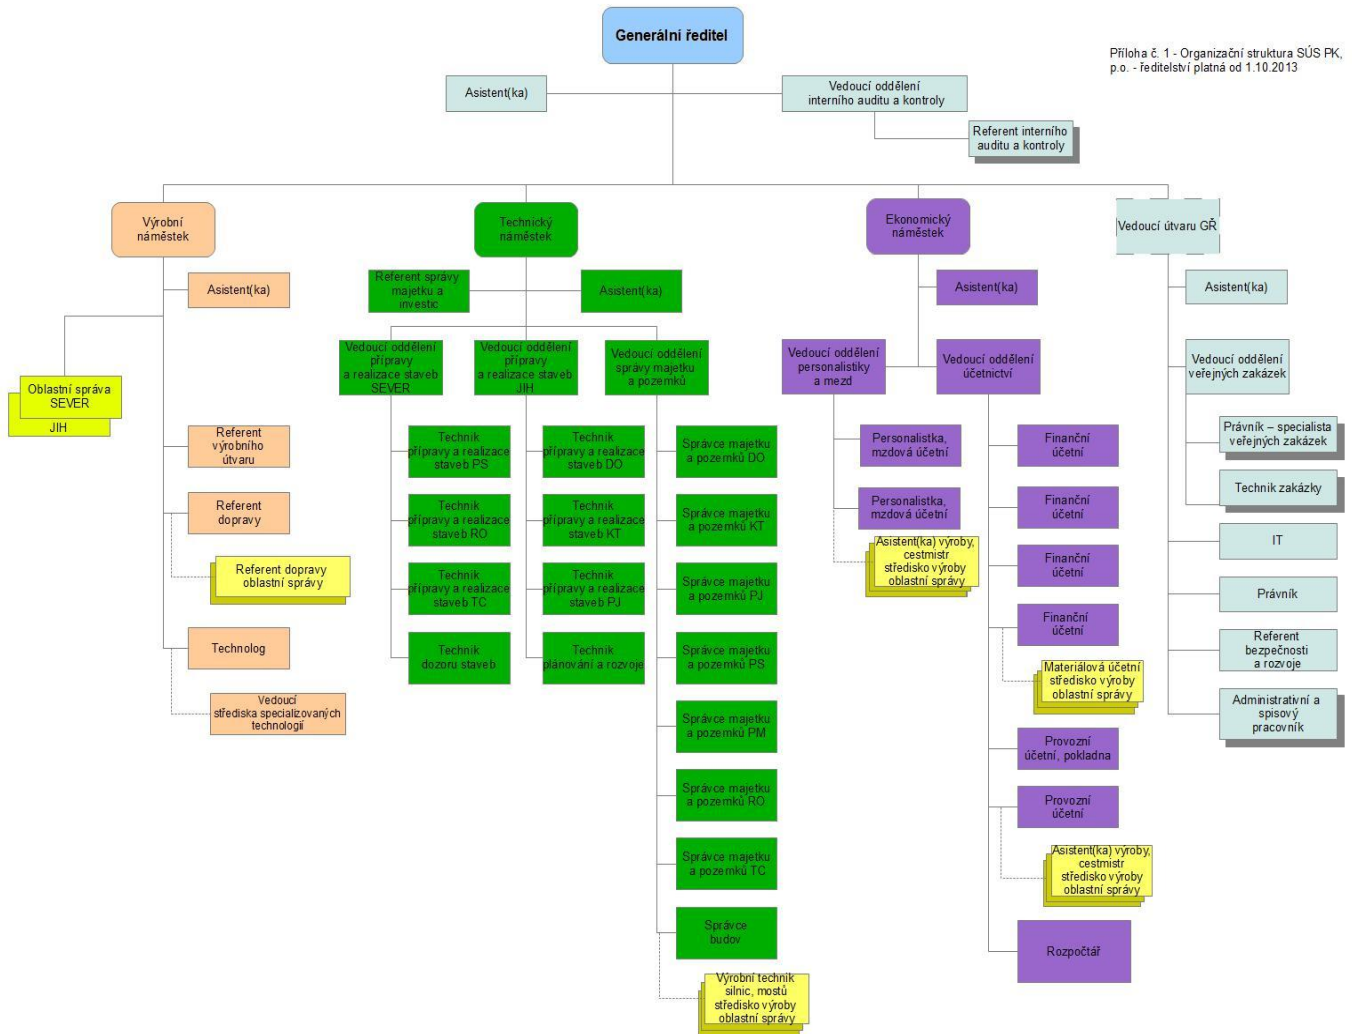 Generální ředitel
Příloha č. 1 - Organizační struktura SÚS PK,
p.o. - ředitelství platná od 1.10.2013
Asistent(ka)
Vedoucí oddělení
interního auditu a kontroly
Referent interního
auditu a kontroly
Výrobní
náměstek
Technický
náměstek
Ekonomický
náměstek
Vedoucí útvaru GŘ
Asistent(ka)
Oblastní správa
SEVER
JIH
Referent
výrobního
útvaru
Referent
dopravy
Referent dopravy
oblastní správy
Technolog
Vedoucí
střediska specializovaných
technologií
Referent správy
majetku a
investic
Asistent(ka)
Vedoucí oddělení
přípravy
a realizace staveb
SEVER
Vedoucí oddělení
přípravy
a realizace staveb
JIH
Vedoucí oddělení
správy majetku
a pozemků
Technik
přípravy a realizace
staveb PS
Technik
přípravy a realizace
staveb RO
Technik
přípravy a realizace
staveb TC
Technik
dozoru staveb
Technik
přípravy a realizace
staveb DO
Technik
přípravy a realizace
staveb KT
Technik
přípravy a realizace
staveb PJ
Technik
plánování a rozvoje
Správce majetku
a pozemků DO
Správce majetku
a pozemků KT
Správce majetku
a pozemků PJ
Správce majetku
a pozemků PS
Správce majetku
a pozemků PM
Správce majetku
a pozemků RO
Správce majetku
a pozemků TC
Správce
budov
Výrobní technik
silnic, mostů
středisko výroby
oblastní správy
Asistent(ka)
Vedoucí oddělení
personalistiky
a mezd
Vedoucí oddělení
účetnictví
Personalistka,
mzdová účetní
Personalistka,
mzdová účetní
Asistent(ka) výroby,
cestmistr
středisko výroby
oblastní správy
Finanční
účetní
Finanční
účetní
Finanční
účetní
Finanční
účetní
Materiálová účetní
středisko výroby
oblastní správy
Provozní
účetní, pokladna
Provozní
účetní
Asistent(ka) výroby,
cestmistr
středisko výroby
oblastní správy
Rozpočtář
Asistent(ka)
Vedoucí oddělení
veřejných zakázek
Právník – specialista
veřejných zakázek
Technik zakázky
IT
Právník
Referent
bezpečnosti
a rozvoje
Administrativní a
spisový
pracovník